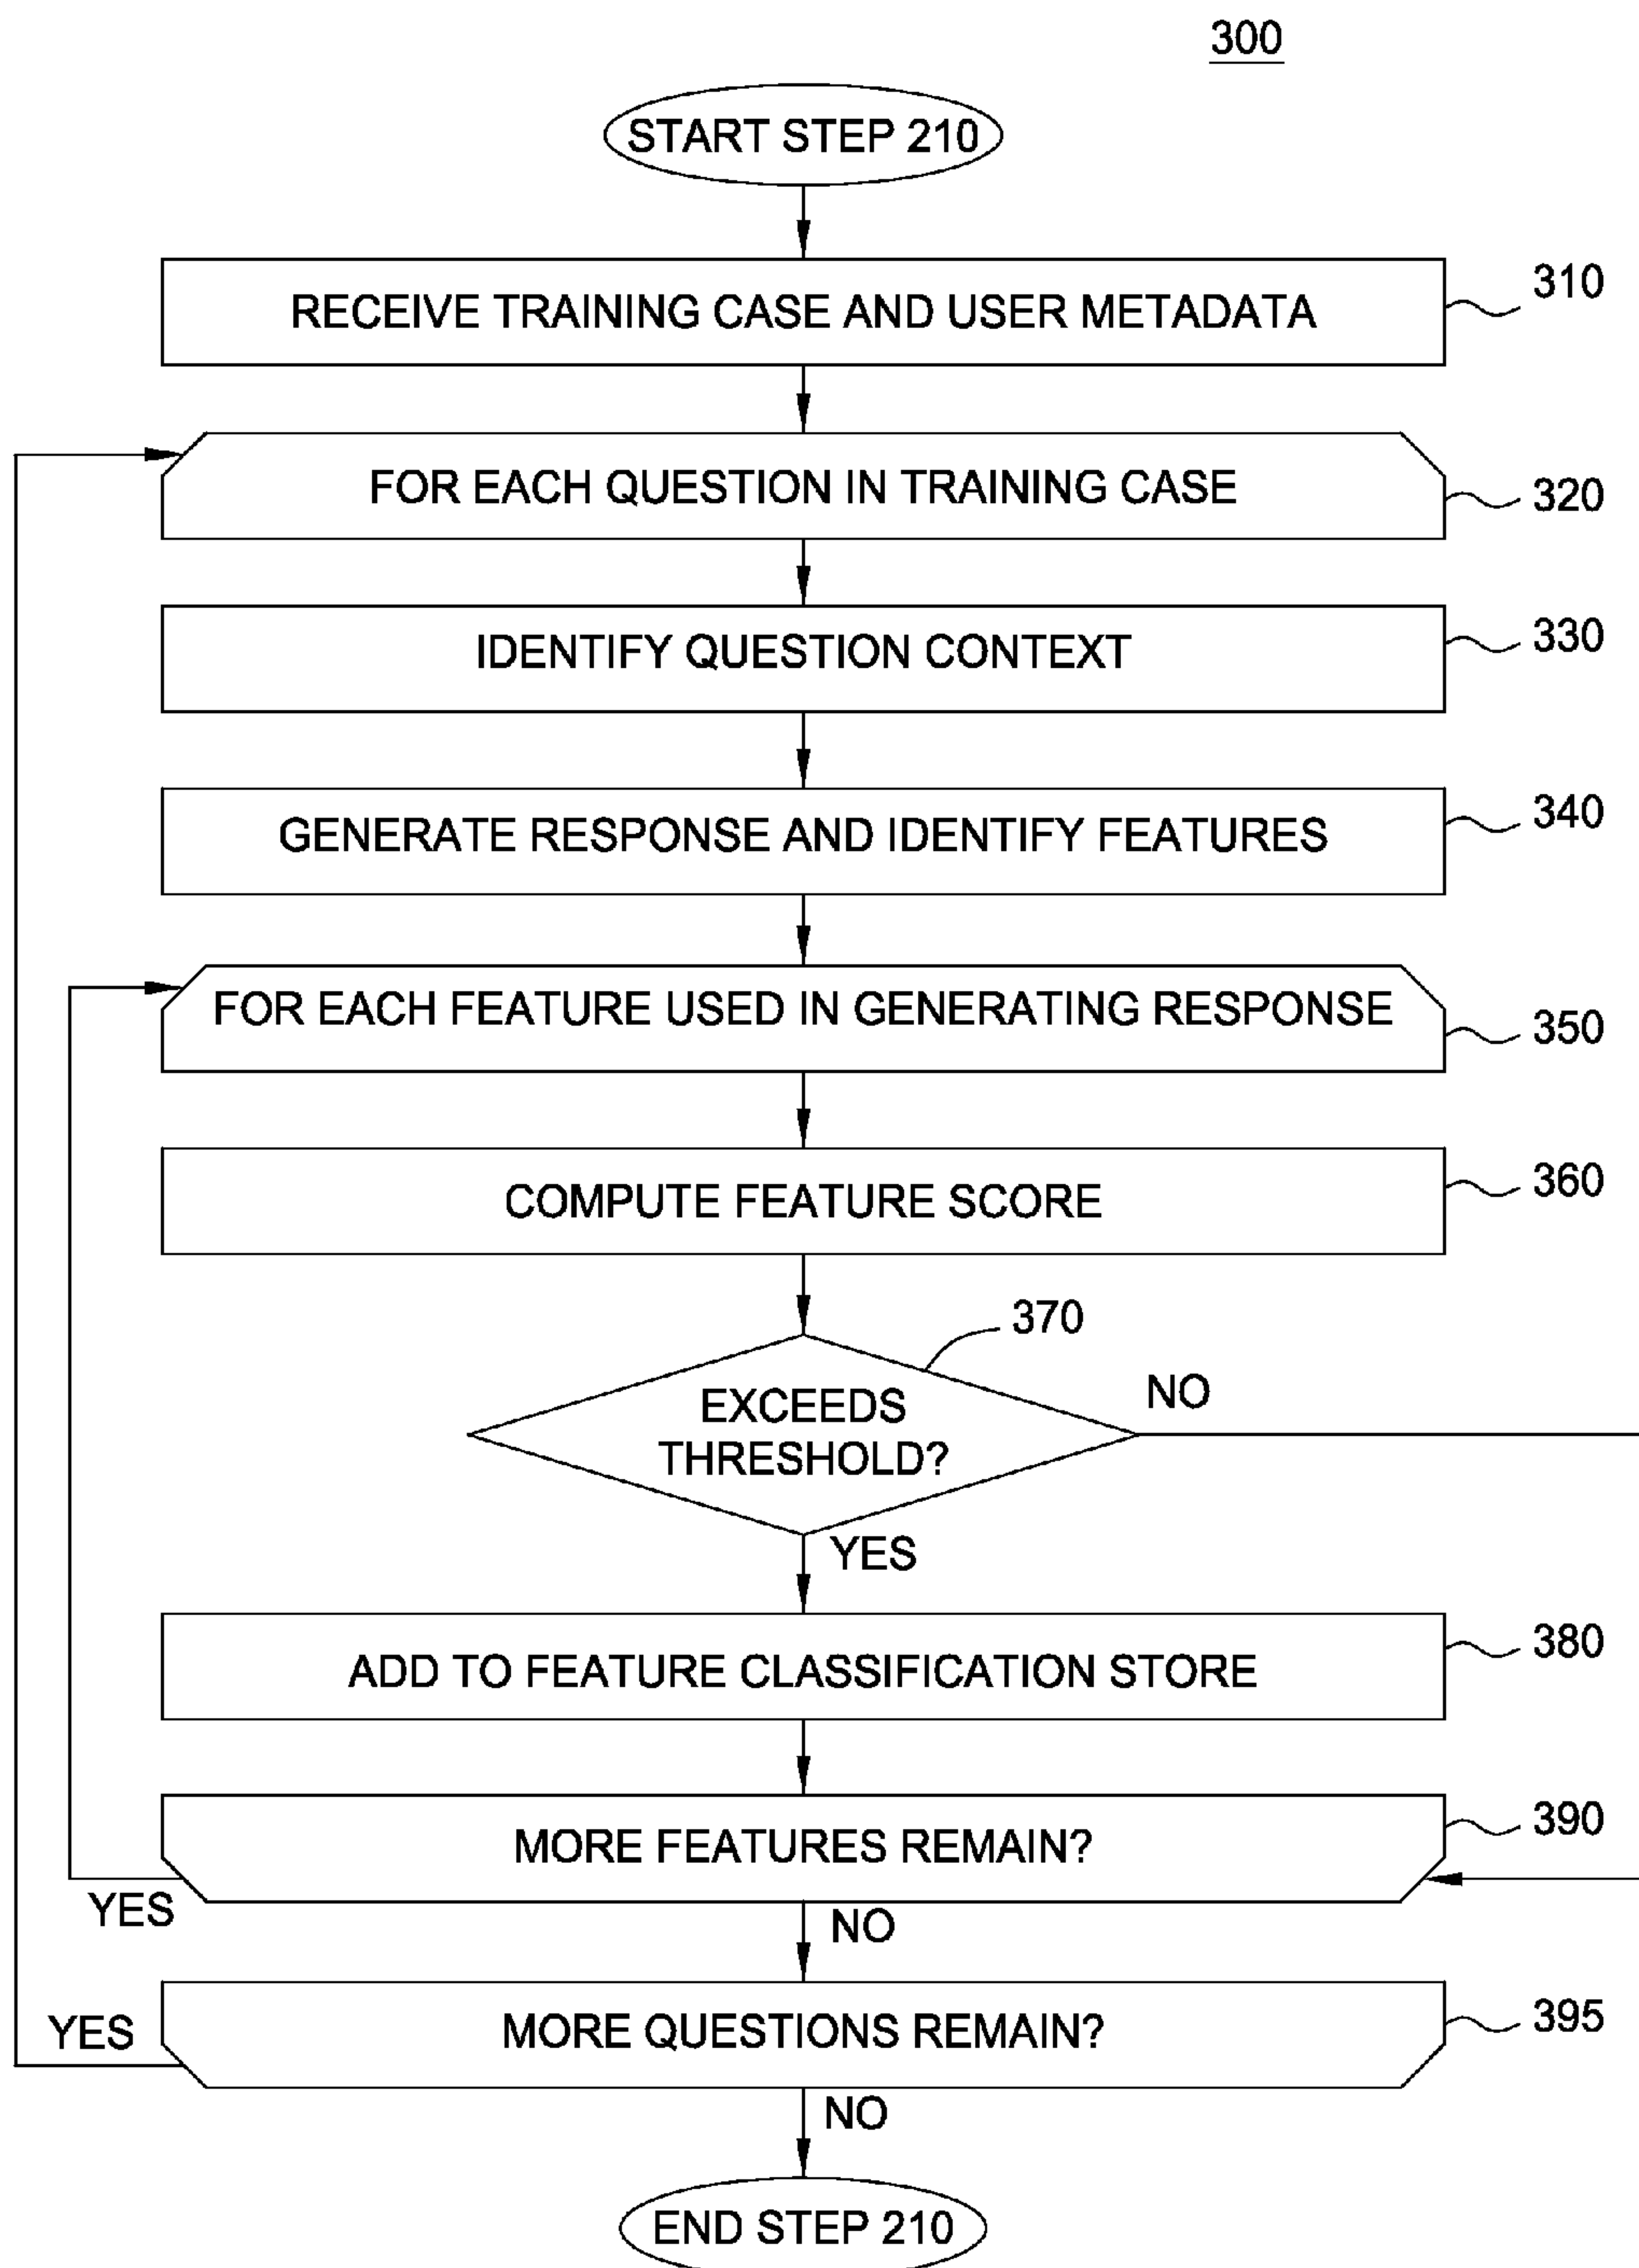 300
START STEP 210
RECEIVE TRAINING CASE AND USER METADATA
310
FOR EACH QUESTION IN TRAINING CASE
320
IDENTIFY QUESTION CONTEXT
330
GENERATE RESPONSE AND IDENTIFY FEATURES
340
FOR EACH FEATURE USED IN GENERATING RESPONSE
350
COMPUTE FEATURE SCORE
360
370
EXCEEDS
THRESHOLD?
NO
YES
ADD TO FEATURE CLASSIFICATION STORE
380
MORE FEATURES REMAIN?
390
YES
NO
MORE QUESTIONS REMAIN?
395
YES
NO
END STEP 210